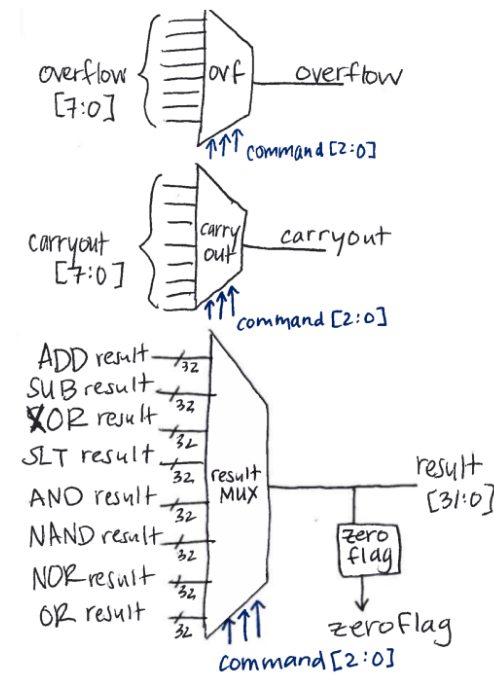 overflow
[7:0]
ovf
overflow
command [2:0]
carryout
[7:0]
carry
out
carryout
command [2:0]
ADD result 32
SUB result 32
XOR result 32
SLT result 32
AND result 32
NAND result 32
NOR result 32
OR result 32
result
MUX
command [2:0]
result
[31:0]
zero
flag
zeroflag